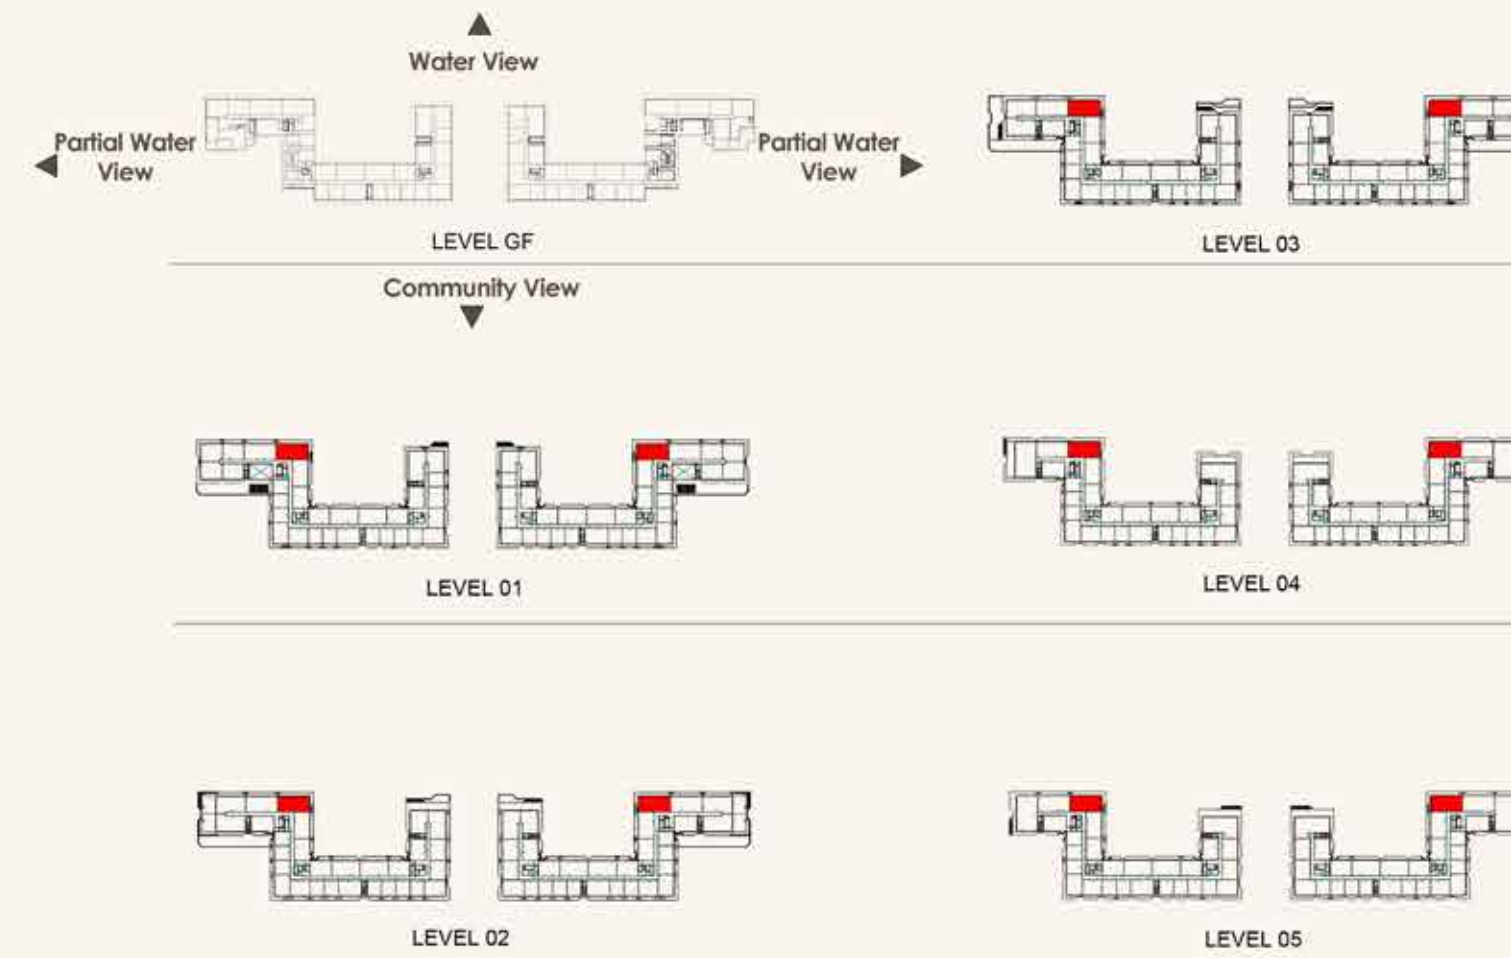 Water View
Partial Water
View
Partial Water
View
LEVEL GF
LEVEL 03
Community View
LEVEL 01
LEVEL 04
LEVEL 02
LEVEL 05